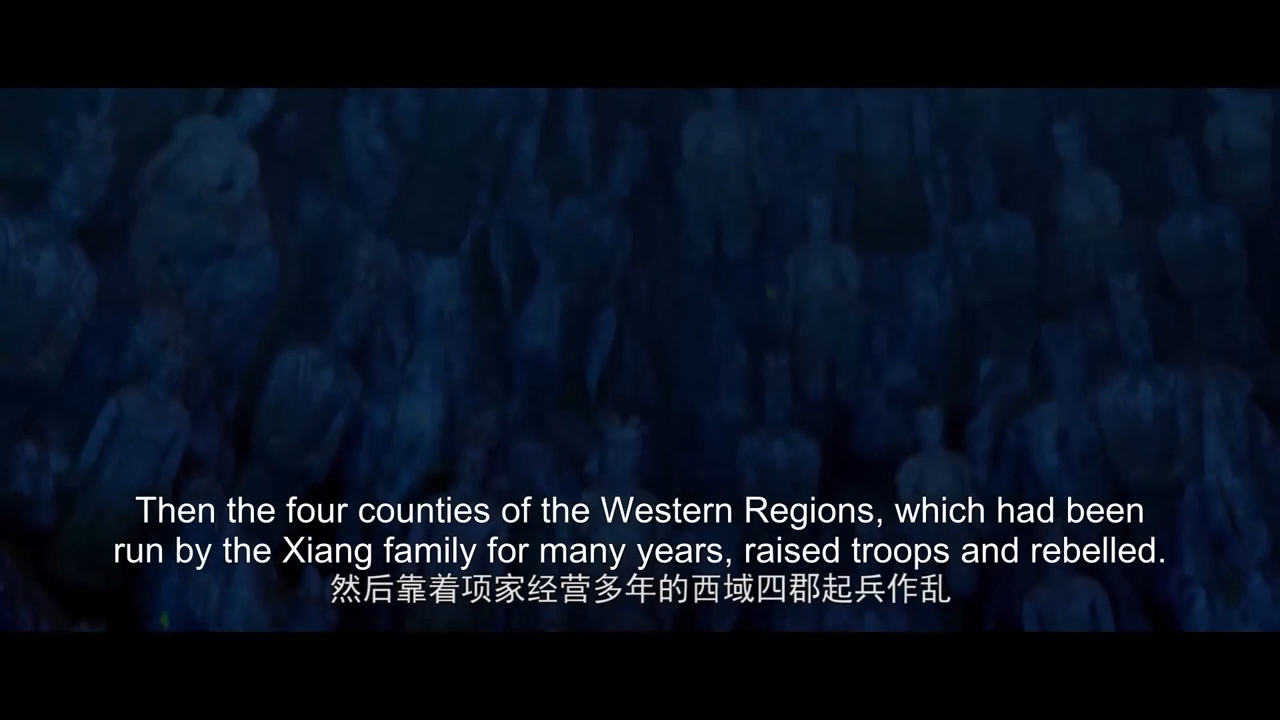 Then the four counties of the Western Regions, which had been
run by the Xiang family for many years, raised troops and rebelled.
然后靠着项家经营多年的西域四郡起兵作乱